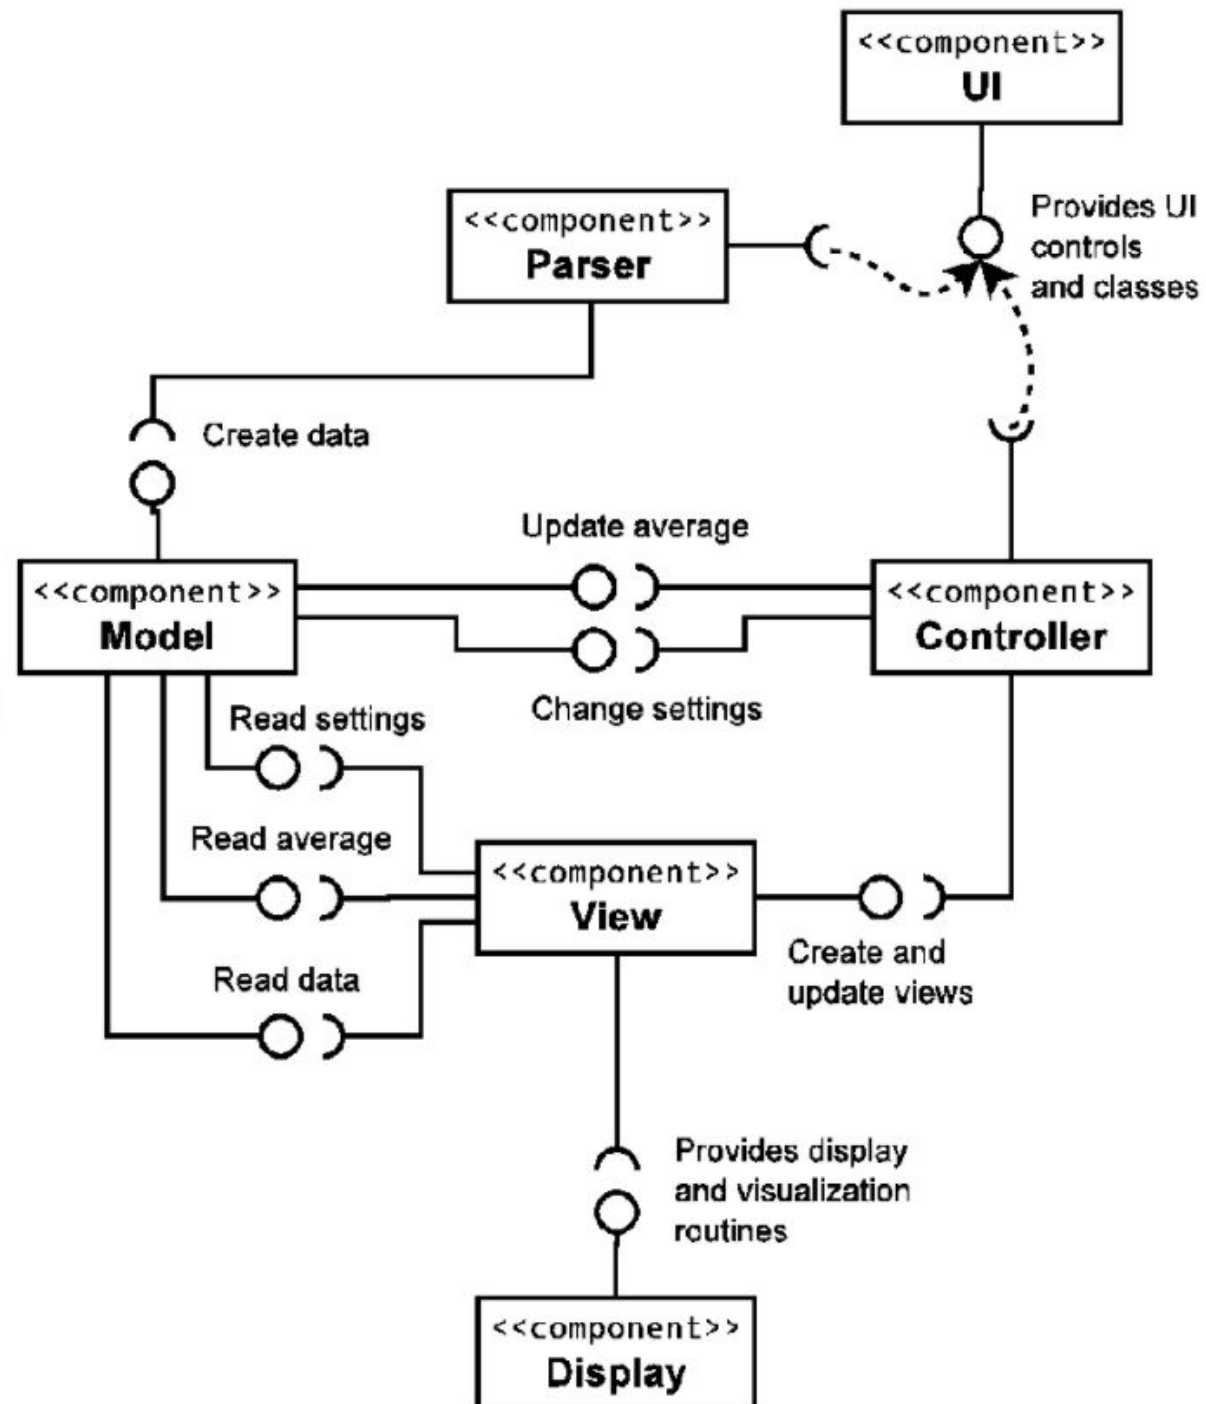 <<component>>
UI
Provides UI
controls
and classes
<<component>>
Parser
Create data
Update average
<<component>>
Model
<<component>>
Controller
Change settings
Read settings
Read average
<<component>>
View
Read data
Create and
update views
Provides display
and visualization
routines
<<component>>
Display